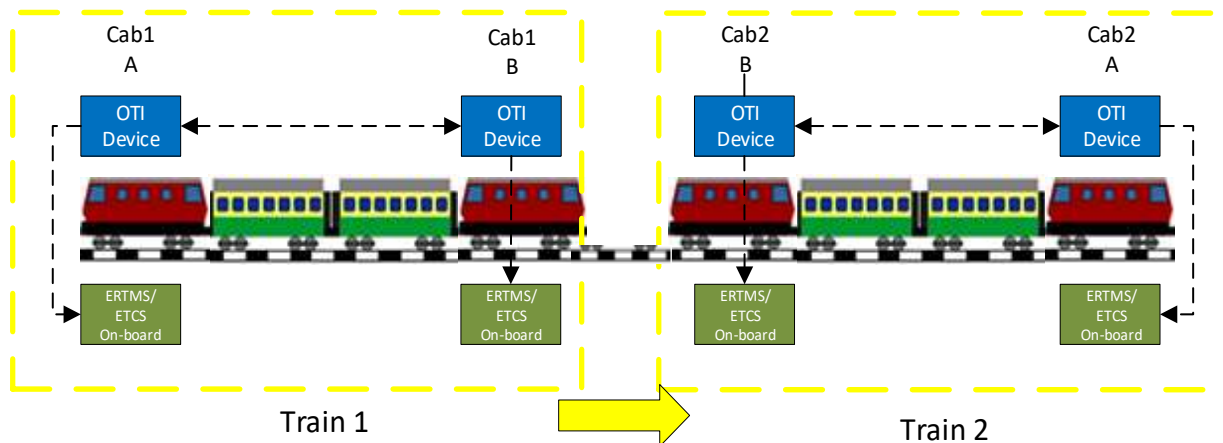 Cab1
A
Cab1
B
Cab2
B
Cab2
A
OTI
Device
OTI
Device
OTI
Device
OTI
Device
ERTMS/
ETCS
On-board
ERTMS/
ETCS
On-board
ERTMS/
ETCS
On-board
ERTMS/
ETCS
On-board
Train 1
Train 2